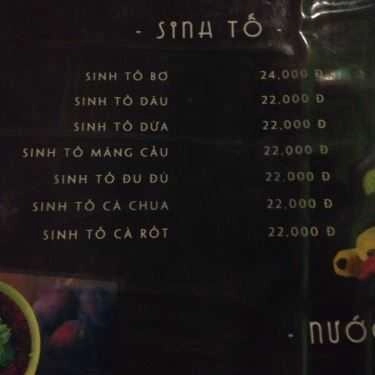 - SINH TỐ -
SINH TỐ BƠ 24,000 Đ
SINH TỐ DÂU 22,000 Đ
SINH TỐ DỪA 22,000 Đ
SINH TỐ MÃNG CẦU 22,000 Đ
SINH TỐ ĐU ĐỦ 22,000 Đ
SINH TỐ CÀ CHUA 22,000 Đ
SINH TỐ CÀ RỐT 22,000 Đ
- NƯỚC